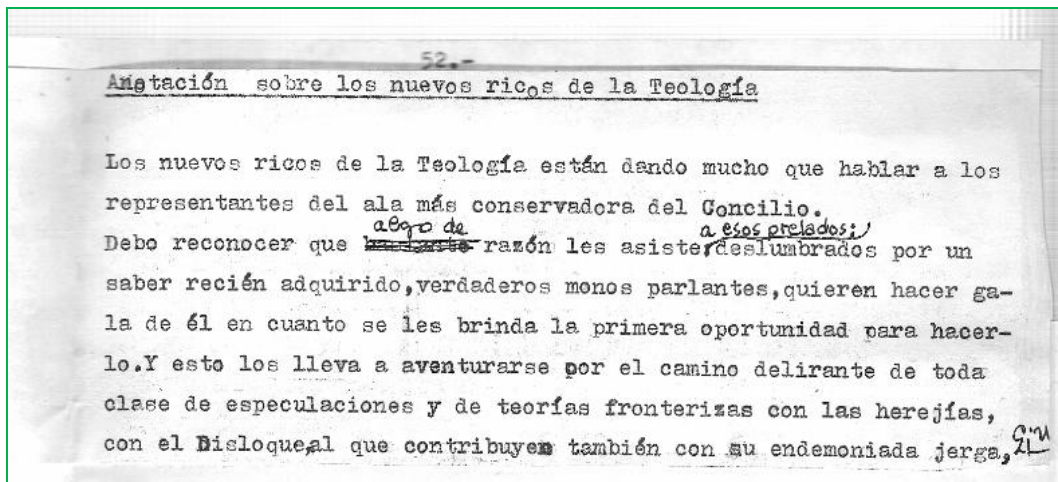 52.-
Anotación sobre los nuevos ricos de la Teología
Los nuevos ricos de la Teología están dando mucho que hablar a los
representantes del ala más conservadora del Concilio.
algo de a esos prelados;
Debo reconocer que bastante razón les asiste, deslumbrados por un
saber recién adquirido,verdaderos monos parlantes,quieren hacer ga-
la de él en cuanto se les brinda la primera oportunidad para hacer-
lo.Y esto los lleva a aventurarse por el camino delirante de toda
clase de especulaciones y de teorías fronterizas con las herejías,
con el Disloque,al que contribuyen también con su endemoniada jerga,